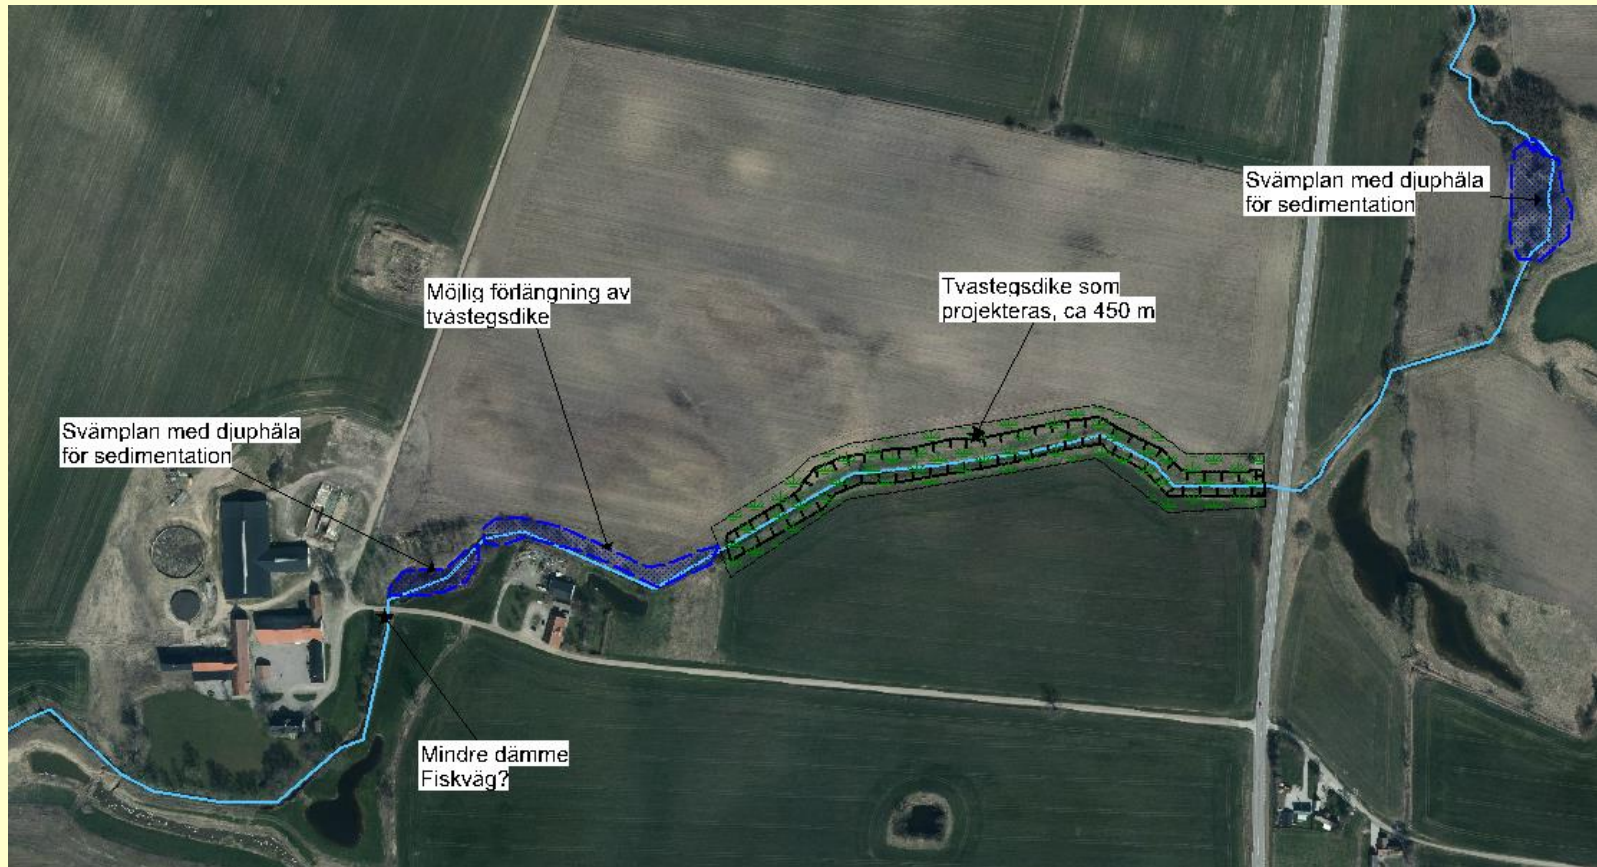 Svämplan med djuphåla
för sedimentation
Möjlig förlängning av
tvåstegsdike
Tvåstegsdike som
projekteras, ca 450 m
Svämplan med djuphåla
för sedimentation
Mindre dämme
Fiskväg?